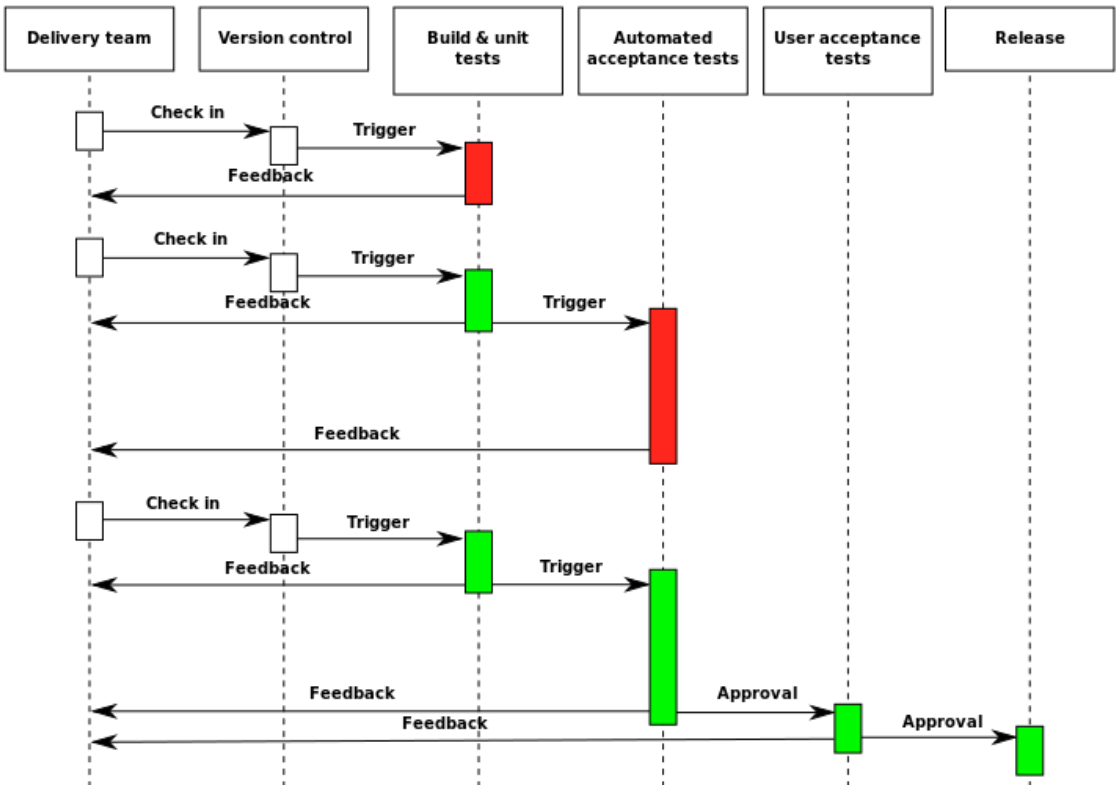 Delivery team
Version control
Build & unit
tests
Automated
acceptance tests
User acceptance
tests
Release
Check in
Trigger
Feedback
Check in
Trigger
Feedback
Trigger
Feedback
Check in
Trigger
Feedback
Trigger
Feedback
Approval
Feedback
Approval